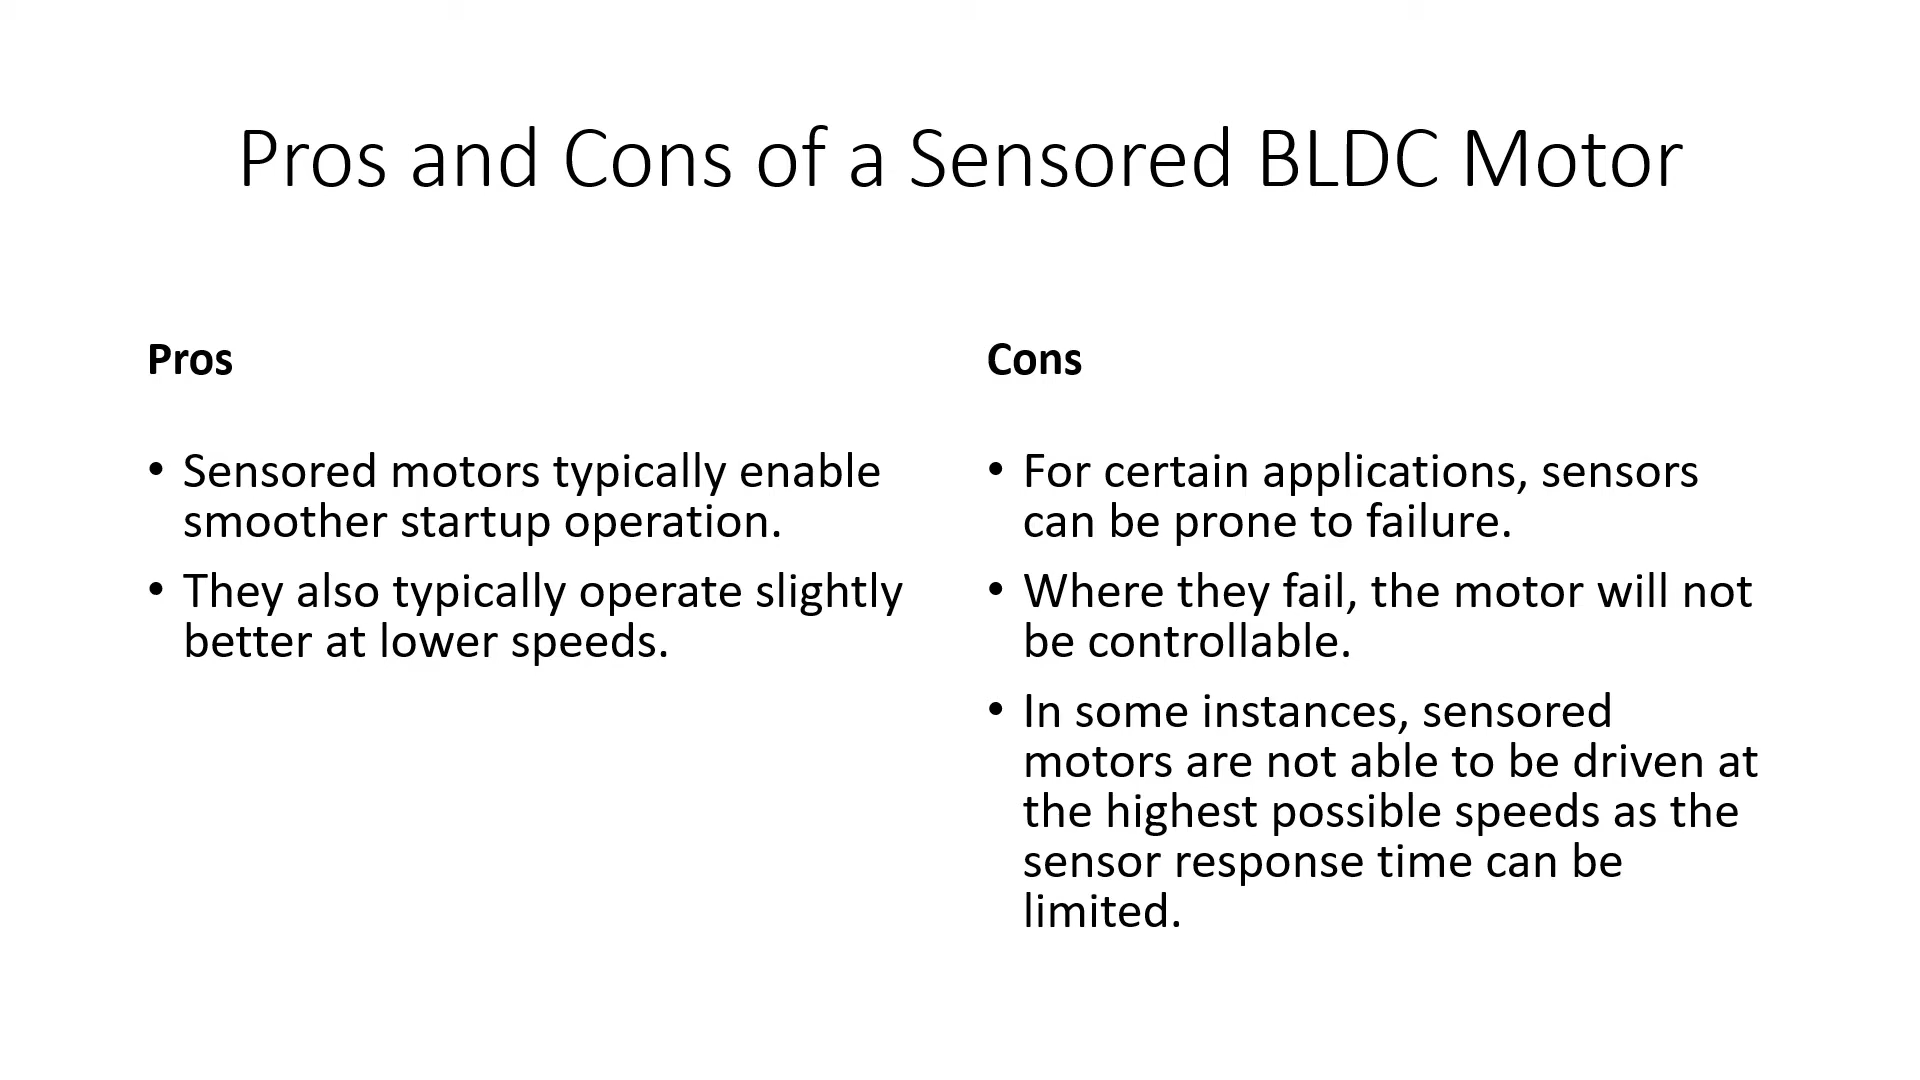 Pros and Cons of a Sensored BLDC Motor
Pros
• Sensored motors typically enable
smoother startup operation.
• They also typically operate slightly
better at lower speeds.
Cons
• For certain applications, sensors
can be prone to failure.
• Where they fail, the motor will not
be controllable.
• In some instances, sensored
motors are not able to be driven at
the highest possible speeds as the
sensor response time can be
limited.